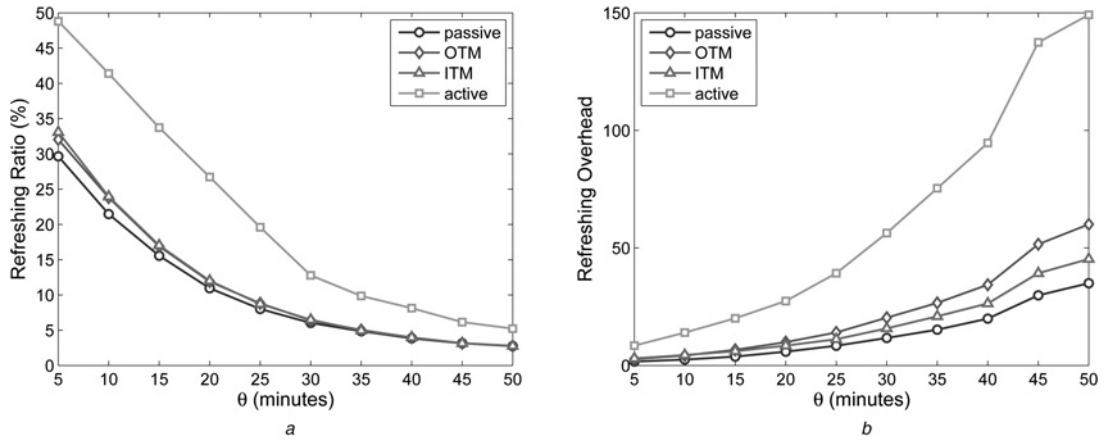 50
45
40
35
30
25
20
15
10
5
0
Refreshing Ratio (%)
passive
OTM
ITM
active
5 10 15 20 25 30 35 40 45 50
θ (minutes)
a
150
100
50
0
Refreshing Overhead
passive
OTM
ITM
active
5 10 15 20 25 30 35 40 45 50
θ (minutes)
b